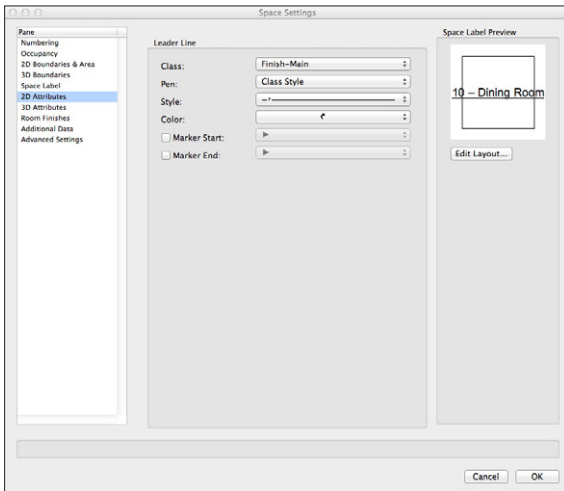 Space Settings
Pane
Numbering
Occupancy
2D Boundaries & Area
3D Boundaries
Space Label
2D Attributes
3D Attributes
Room Finishes
Additional Data
Advanced Settings
Leader Line
Class: Finish-Main
Pen: Class Style
Style:
Color:
Marker Start:
Marker End:
Space Label Preview
10 – Dining Room
Edit Layout...
Cancel OK